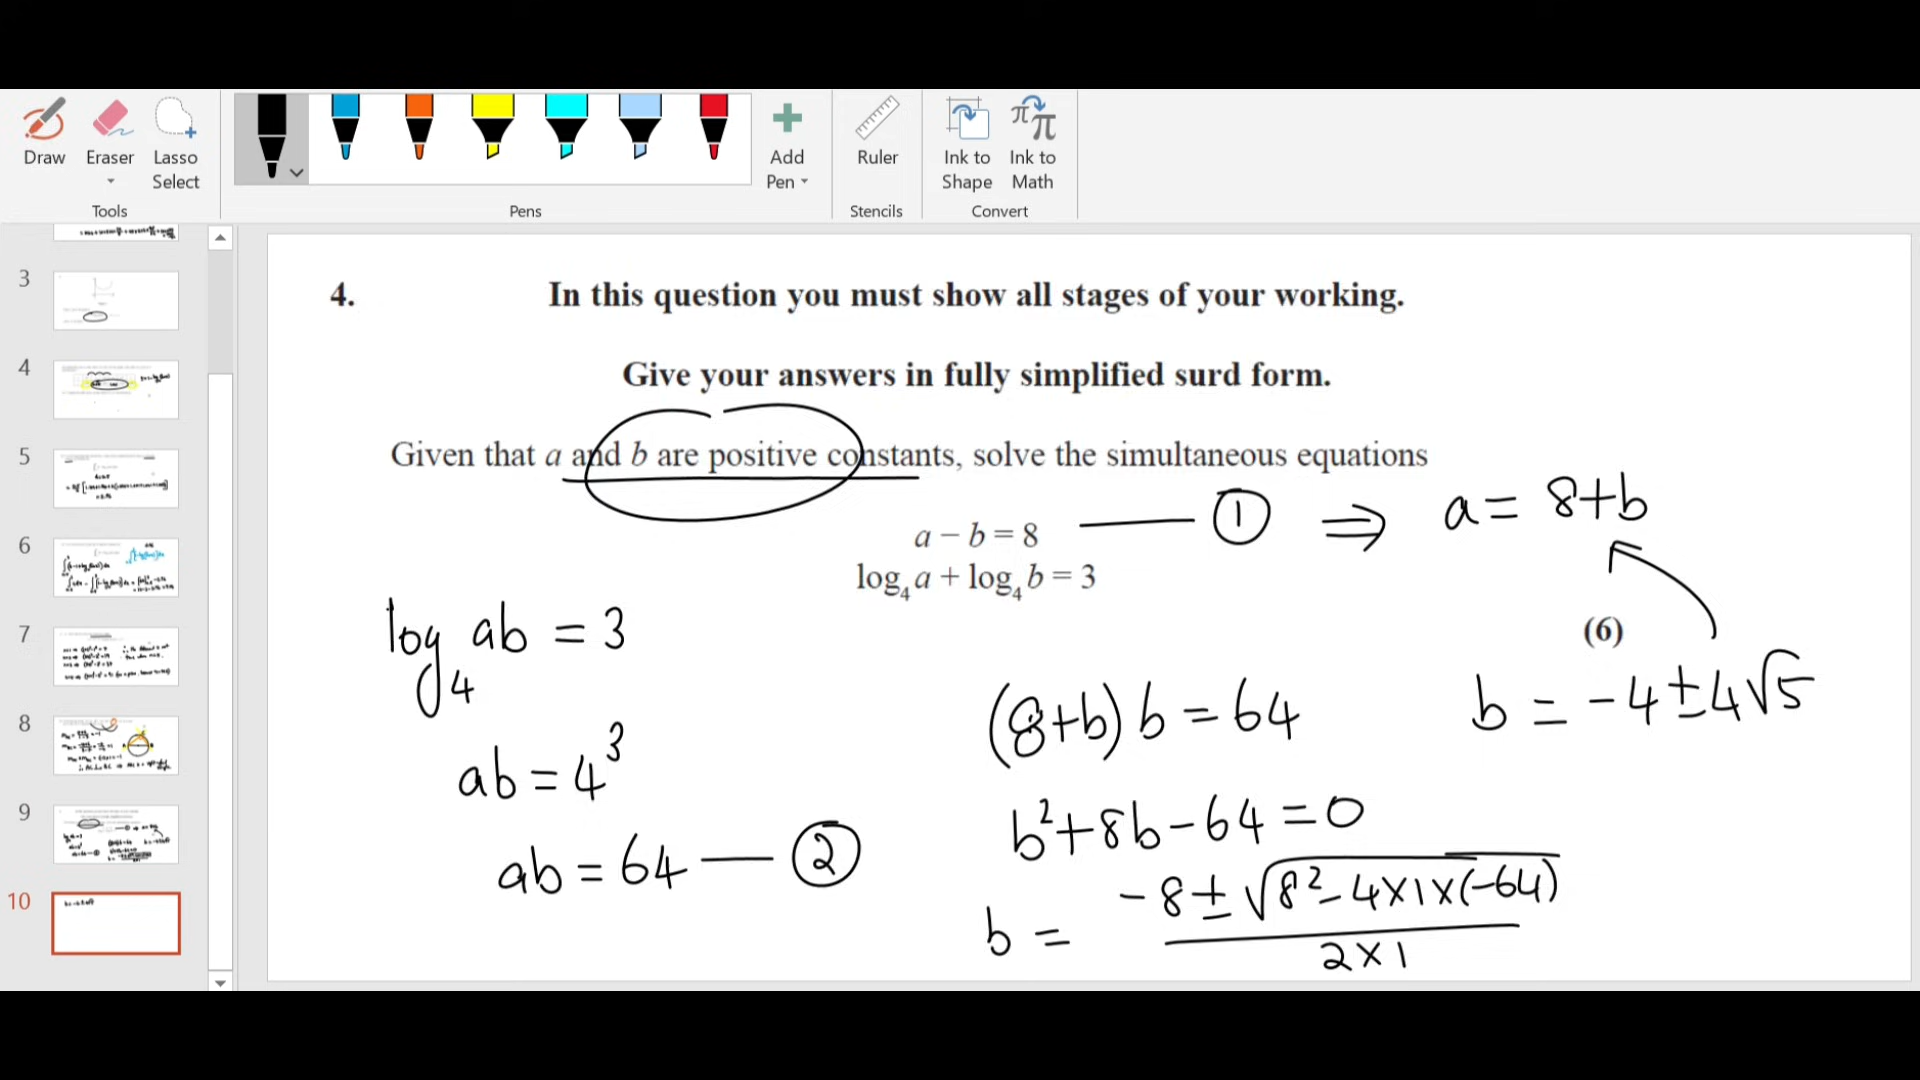 Draw Eraser Lasso Select
Tools
Pens
Add Pen
Ruler
Stencils
Ink to Shape Ink to Math
Convert
3
4
5
6
7
8
9
10
4. In this question you must show all stages of your working.
Give your answers in fully simplified surd form.
Given that a and b are positive constants, solve the simultaneous equations
a − b = 8 —— ① ⇒ a = 8+b
log₄ a + log₄ b = 3
(6)
log₄ ab = 3
ab = 4³
ab = 64 —— ②
(8+b) b = 64
b² + 8b − 64 = 0
b = (−8 ± √(8² − 4×1×(−64))) / (2×1)
b = −4 ± 4√5